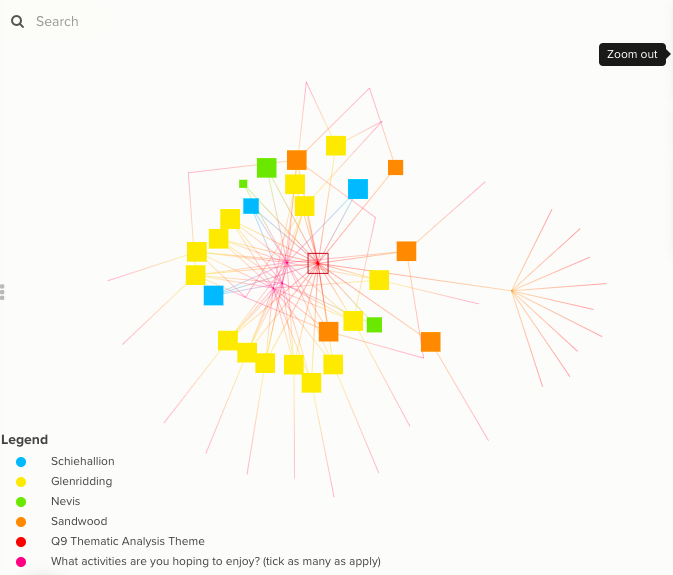 Search
Zoom out
Legend
Schiehallion
Glenridding
Nevis
Sandwood
Q9 Thematic Analysis Theme
What activities are you hoping to enjoy? (tick as many as apply)